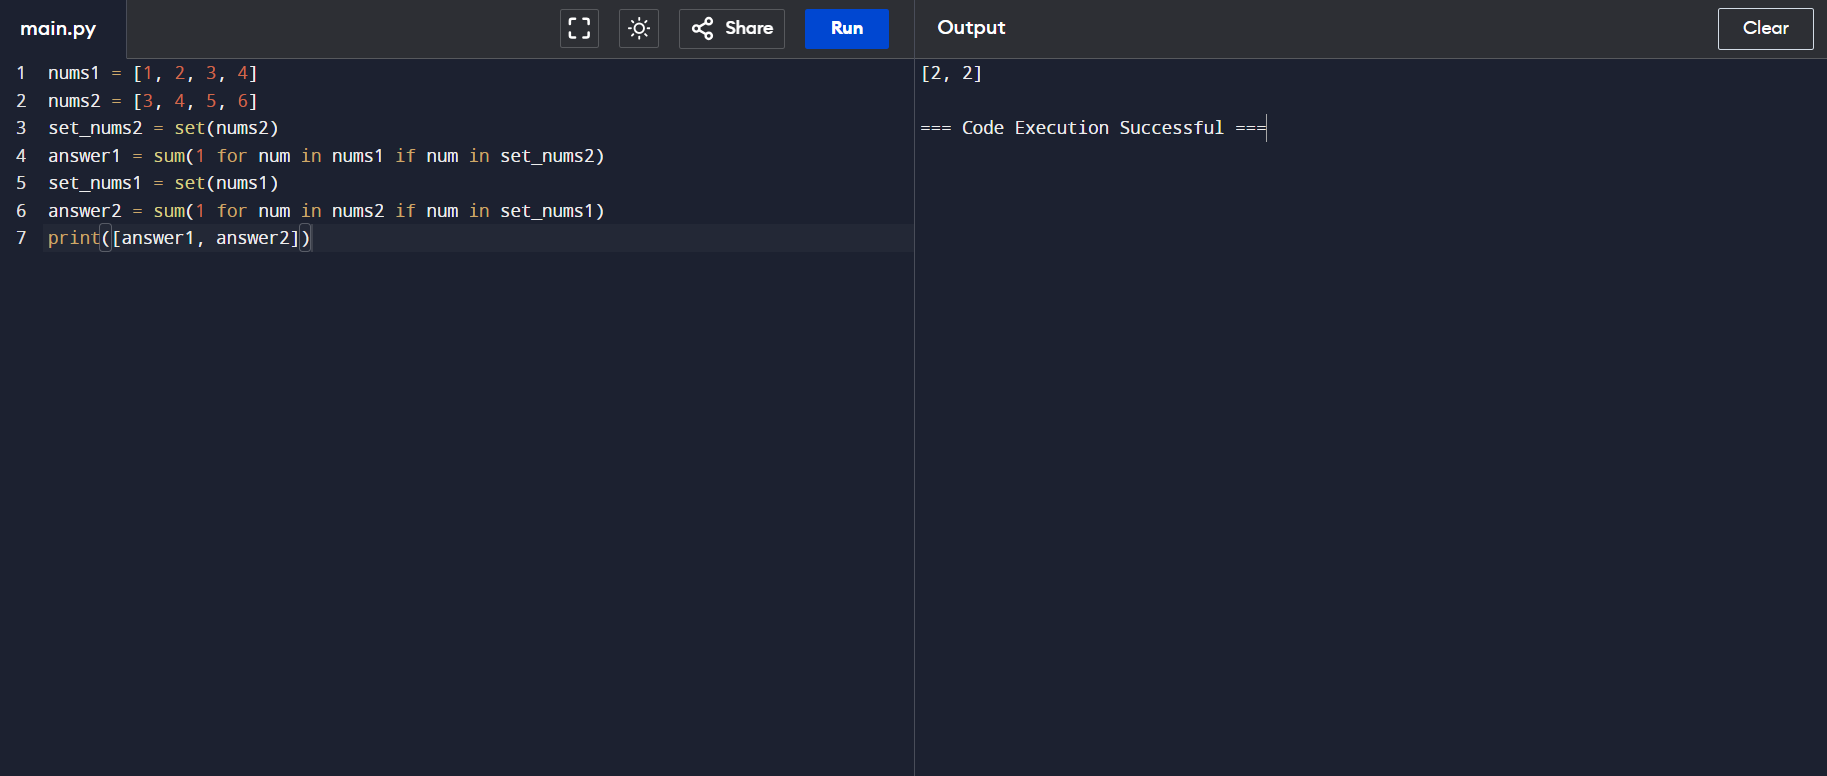 main.py
Share
Run
Output
Clear
1 nums1 = [1, 2, 3, 4]
2 nums2 = [3, 4, 5, 6]
3 set_nums2 = set(nums2)
4 answer1 = sum(1 for num in nums1 if num in set_nums2)
5 set_nums1 = set(nums1)
6 answer2 = sum(1 for num in nums2 if num in set_nums1)
7 print([answer1, answer2])
[2, 2]
=== Code Execution Successful ===